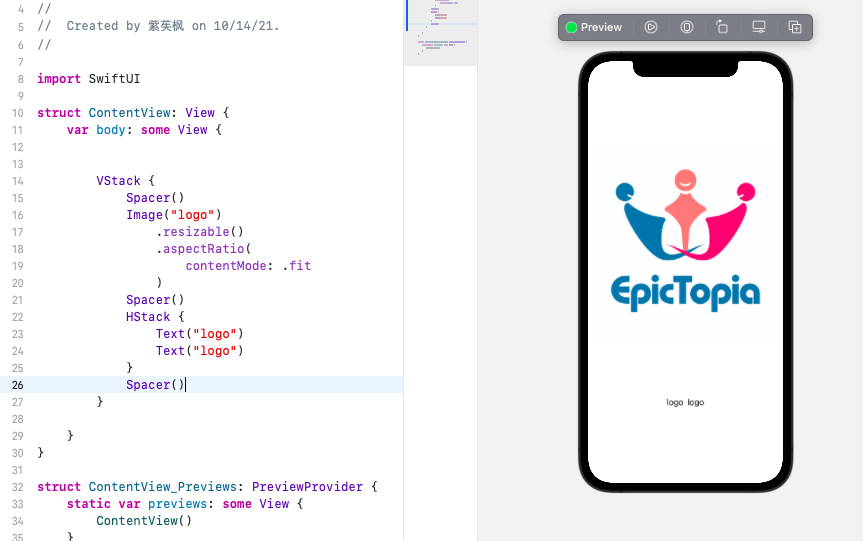 4 //
5 //  Created by 紫英枫 on 10/14/21.
6 //
7
8 import SwiftUI
9
10 struct ContentView: View {
11     var body: some View {
12
13
14         VStack {
15             Spacer()
16             Image("logo")
17                 .resizable()
18                 .aspectRatio(
19                     contentMode: .fit
20                 )
21             Spacer()
22             HStack {
23                 Text("logo")
24                 Text("logo")
25             }
26             Spacer()
27         }
28
29     }
30 }
31
32 struct ContentView_Previews: PreviewProvider {
33     static var previews: some View {
34         ContentView()
35     }
Preview
EpicTopia
logo logo